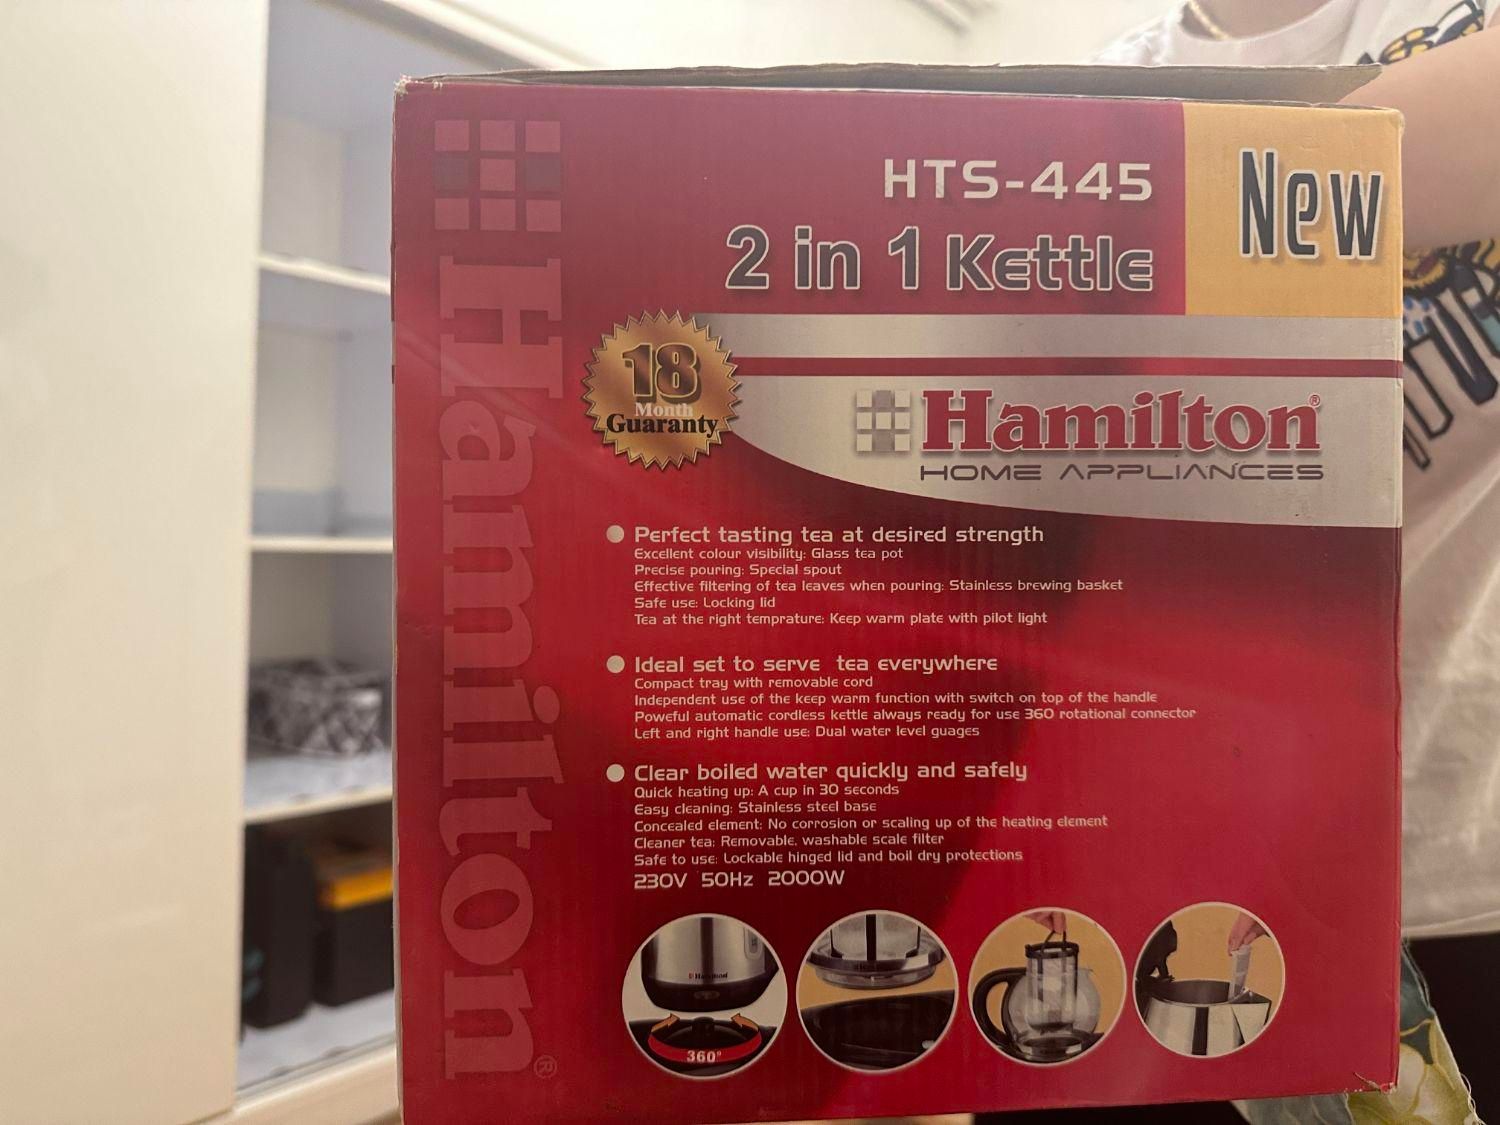 HTS-445
2 in 1 Kettle
New
18
Month
Guaranty
Hamilton®
HOME APPLIANCES
Hamilton®
Perfect tasting tea at desired strength
Excellent colour visibility: Glass tea pot
Precise pouring: Special spout
Effective filtering of tea leaves when pouring: Stainless brewing basket
Safe use: Locking lid
Tea at the right temprature: Keep warm plate with pilot light
Ideal set to serve tea everywhere
Compact tray with removable cord
Independent use of the keep warm function with switch on top of the handle
Poweful automatic cordless kettle always ready for use 360 rotational connector
Left and right handle use: Dual water level guages
Clear boiled water quickly and safely
Quick heating up: A cup in 30 seconds
Easy cleaning: Stainless steel base
Concealed element: No corrosion or scaling up of the heating element
Cleaner tea: Removable, washable scale filter
Safe to use: Lockable hinged lid and boil dry protections
230V 50Hz 2000W
Hamilton
360°